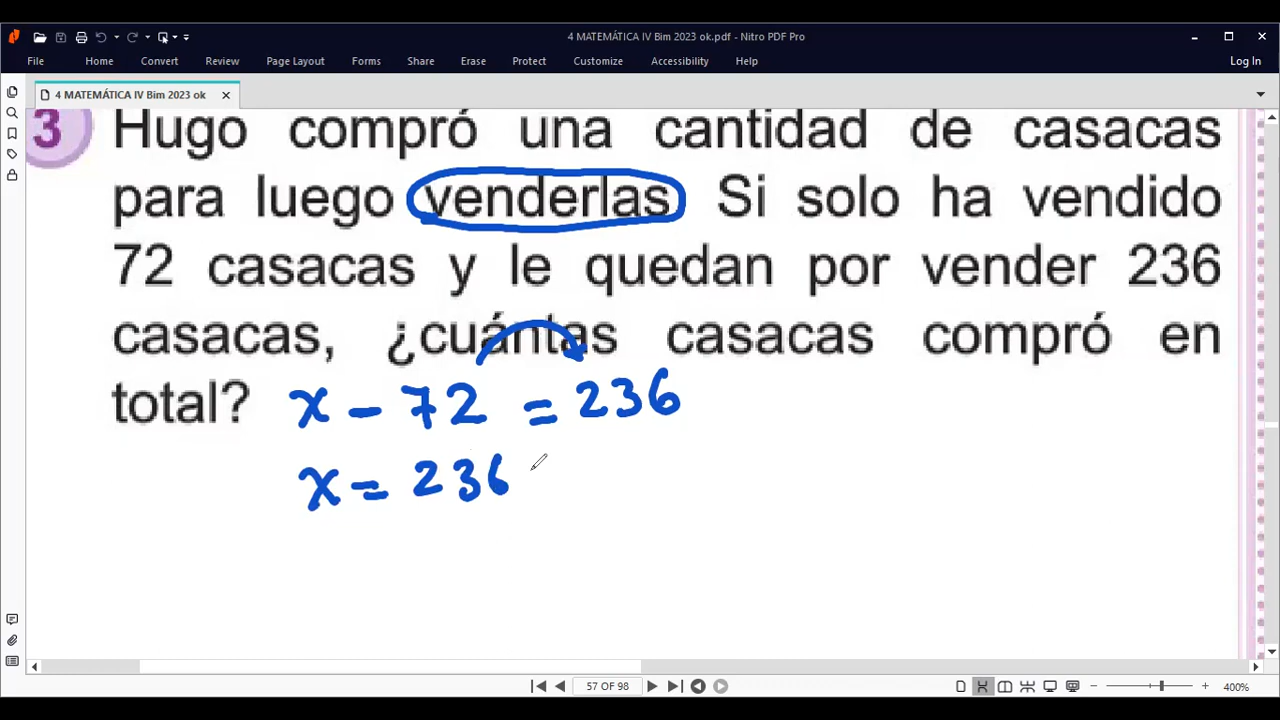 4 MATEMÁTICA IV Bim 2023 ok.pdf - Nitro PDF Pro
File Home Convert Review Page Layout Forms Share Erase Protect Customize Accessibility Help Log In
4 MATEMÁTICA IV Bim 2023 ok
3 Hugo compró una cantidad de casacas
para luego venderlas Si solo ha vendido
72 casacas y le quedan por vender 236
casacas, ¿cuántas casacas compró en
total? x - 72 = 236
x = 236
57 OF 98 400%